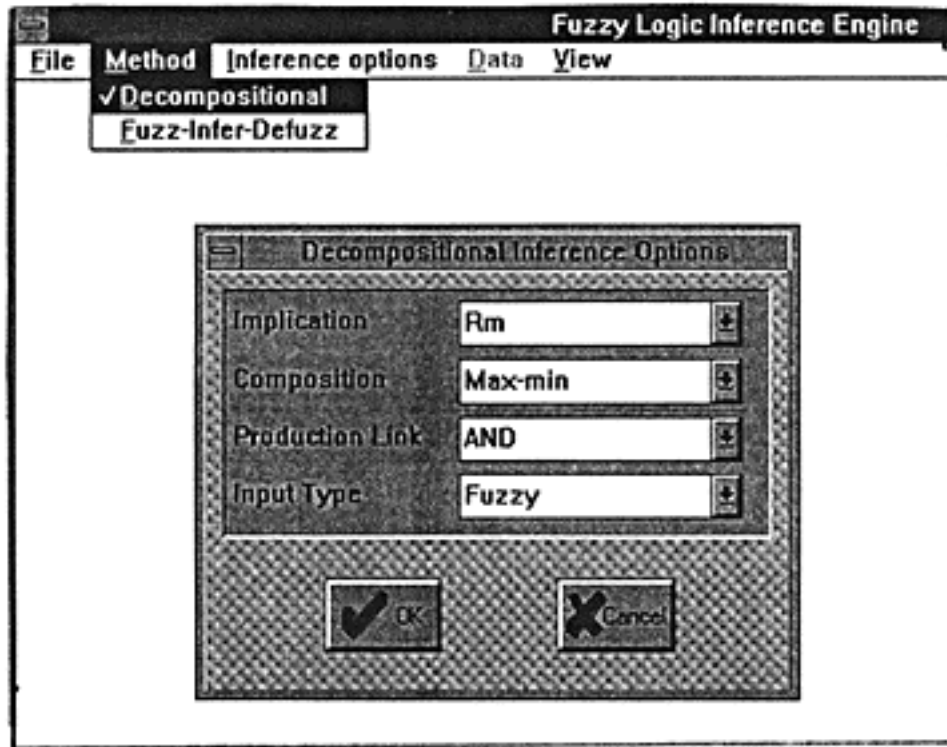 Fuzzy Logic Inference Engine
File Method Inference options Data View
✓Decompositional
Fuzz-Infer-Defuzz
Decompositional Inference Options
Implication Rm
Composition Max-min
Production Link AND
Input Type Fuzzy
OK Cancel